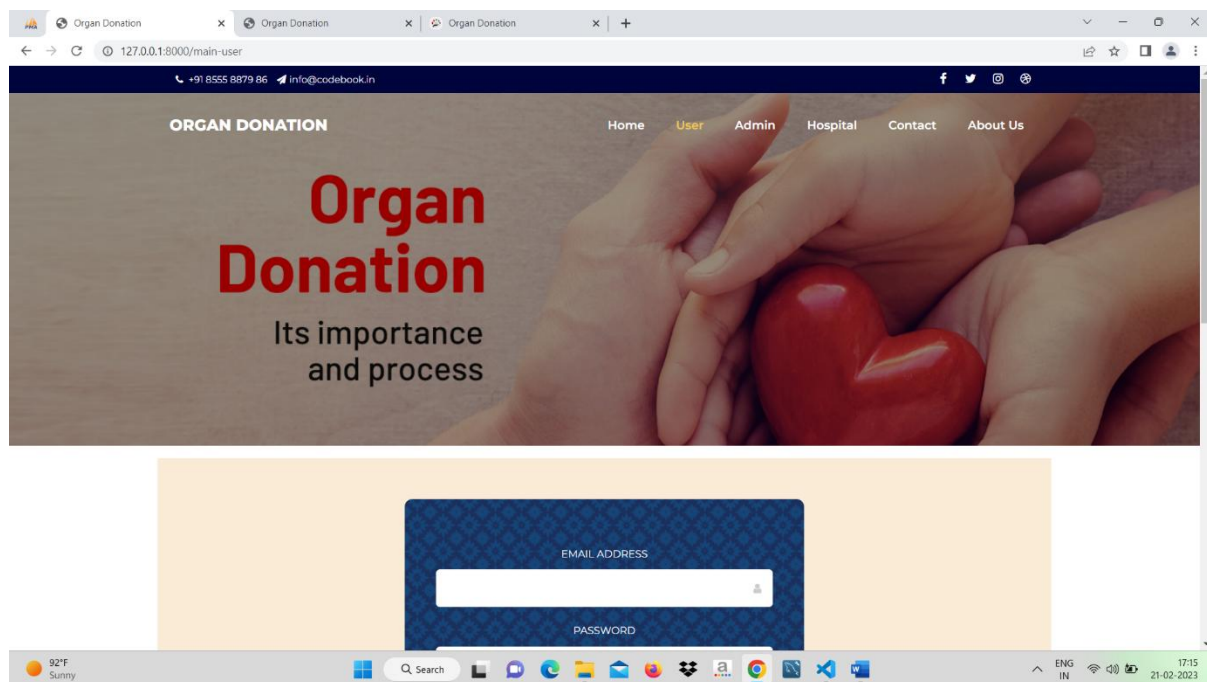 Organ Donation
Organ Donation
Organ Donation
127.0.0.1:8000/main-user
+91 8555 8879 86 info@codebook.in
ORGAN DONATION
Home User Admin Hospital Contact About Us
Organ
Donation
Its importance
and process
EMAIL ADDRESS
PASSWORD
92°F
Sunny
Search
ENG
IN
17:15
21-02-2023